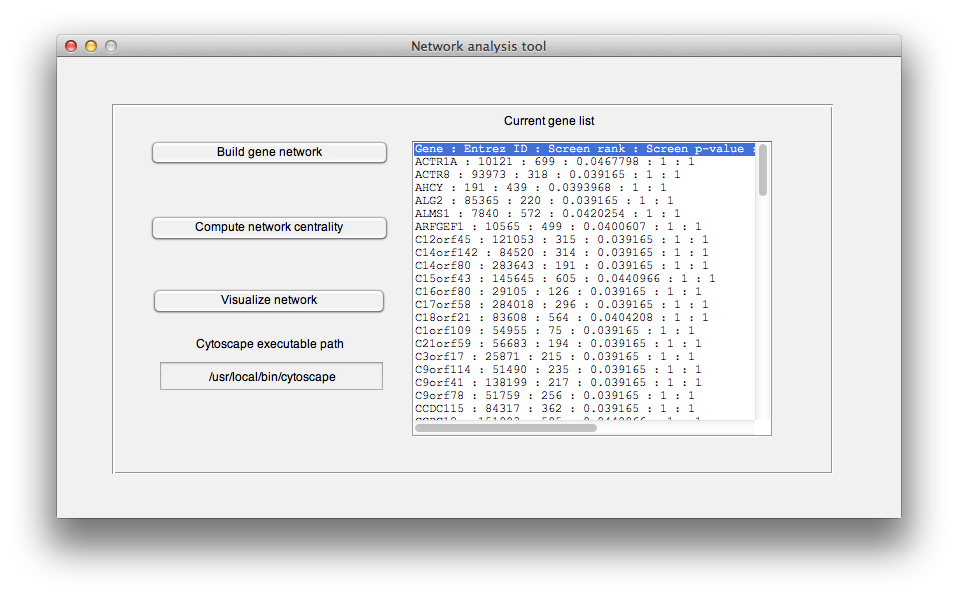 Network analysis tool
Current gene list
Build gene network
Compute network centrality
Visualize network
Cytoscape executable path
/usr/local/bin/cytoscape
Gene : Entrez ID : Screen rank : Screen p-value :
ACTR1A : 10121 : 699 : 0.0467798 : 1 : 1
ACTR8 : 93973 : 318 : 0.039165 : 1 : 1
AHCY : 191 : 439 : 0.0393968 : 1 : 1
ALG2 : 85365 : 220 : 0.039165 : 1 : 1
ALMS1 : 7840 : 572 : 0.0420254 : 1 : 1
ARFGEF1 : 10565 : 499 : 0.0400607 : 1 : 1
C12orf45 : 121053 : 315 : 0.039165 : 1 : 1
C14orf142 : 84520 : 314 : 0.039165 : 1 : 1
C14orf80 : 283643 : 191 : 0.039165 : 1 : 1
C15orf43 : 145645 : 605 : 0.0440966 : 1 : 1
C16orf80 : 29105 : 126 : 0.039165 : 1 : 1
C17orf58 : 284018 : 296 : 0.039165 : 1 : 1
C18orf21 : 83608 : 564 : 0.0404208 : 1 : 1
C1orf109 : 54955 : 75 : 0.039165 : 1 : 1
C21orf59 : 56683 : 194 : 0.039165 : 1 : 1
C3orf17 : 25871 : 215 : 0.039165 : 1 : 1
C9orf114 : 51490 : 235 : 0.039165 : 1 : 1
C9orf41 : 138199 : 217 : 0.039165 : 1 : 1
C9orf78 : 51759 : 256 : 0.039165 : 1 : 1
CCDC115 : 84317 : 362 : 0.039165 : 1 : 1